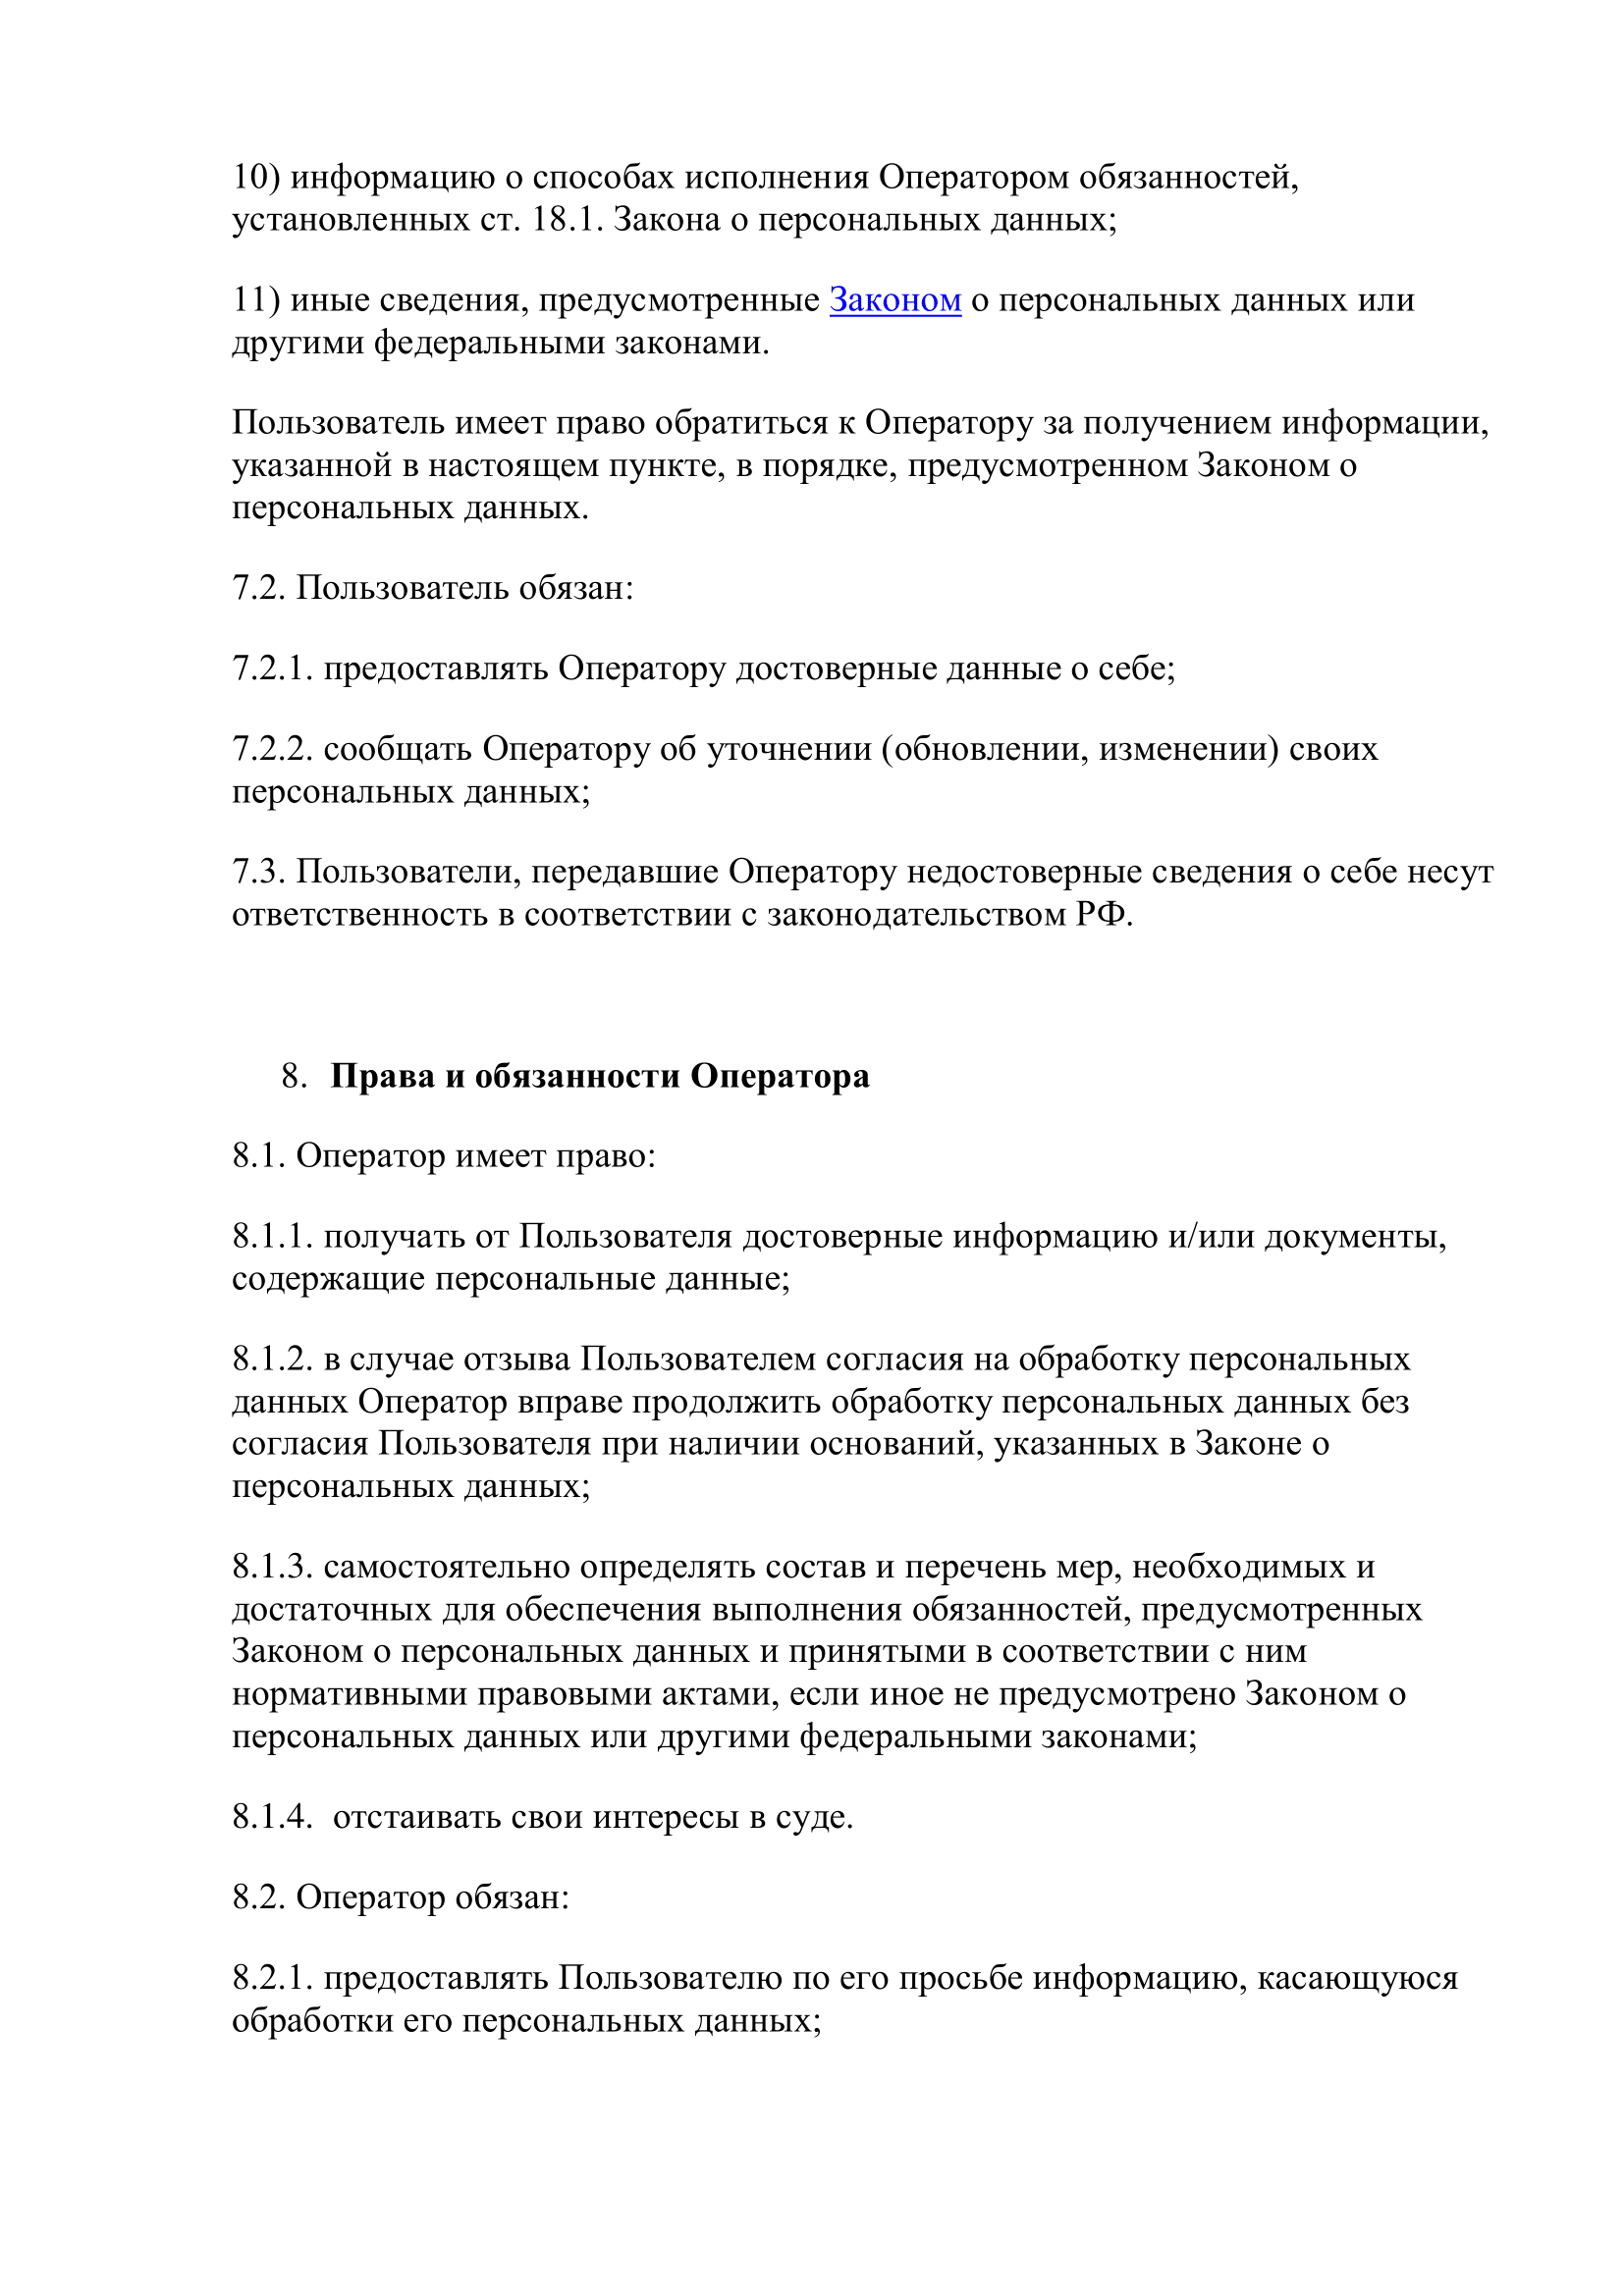 10) информацию о способах исполнения Оператором обязанностей,
установленных ст. 18.1. Закона о персональных данных;
11) иные сведения, предусмотренные Законом о персональных данных или
другими федеральными законами.
Пользователь имеет право обратиться к Оператору за получением информации,
указанной в настоящем пункте, в порядке, предусмотренном Законом о
персональных данных.
7.2. Пользователь обязан:
7.2.1. предоставлять Оператору достоверные данные о себе;
7.2.2. сообщать Оператору об уточнении (обновлении, изменении) своих
персональных данных;
7.3. Пользователи, передавшие Оператору недостоверные сведения о себе несут
ответственность в соответствии с законодательством РФ.
8. Права и обязанности Оператора
8.1. Оператор имеет право:
8.1.1. получать от Пользователя достоверные информацию и/или документы,
содержащие персональные данные;
8.1.2. в случае отзыва Пользователем согласия на обработку персональных
данных Оператор вправе продолжить обработку персональных данных без
согласия Пользователя при наличии оснований, указанных в Законе о
персональных данных;
8.1.3. самостоятельно определять состав и перечень мер, необходимых и
достаточных для обеспечения выполнения обязанностей, предусмотренных
Законом о персональных данных и принятыми в соответствии с ним
нормативными правовыми актами, если иное не предусмотрено Законом о
персональных данных или другими федеральными законами;
8.1.4. отстаивать свои интересы в суде.
8.2. Оператор обязан:
8.2.1. предоставлять Пользователю по его просьбе информацию, касающуюся
обработки его персональных данных;